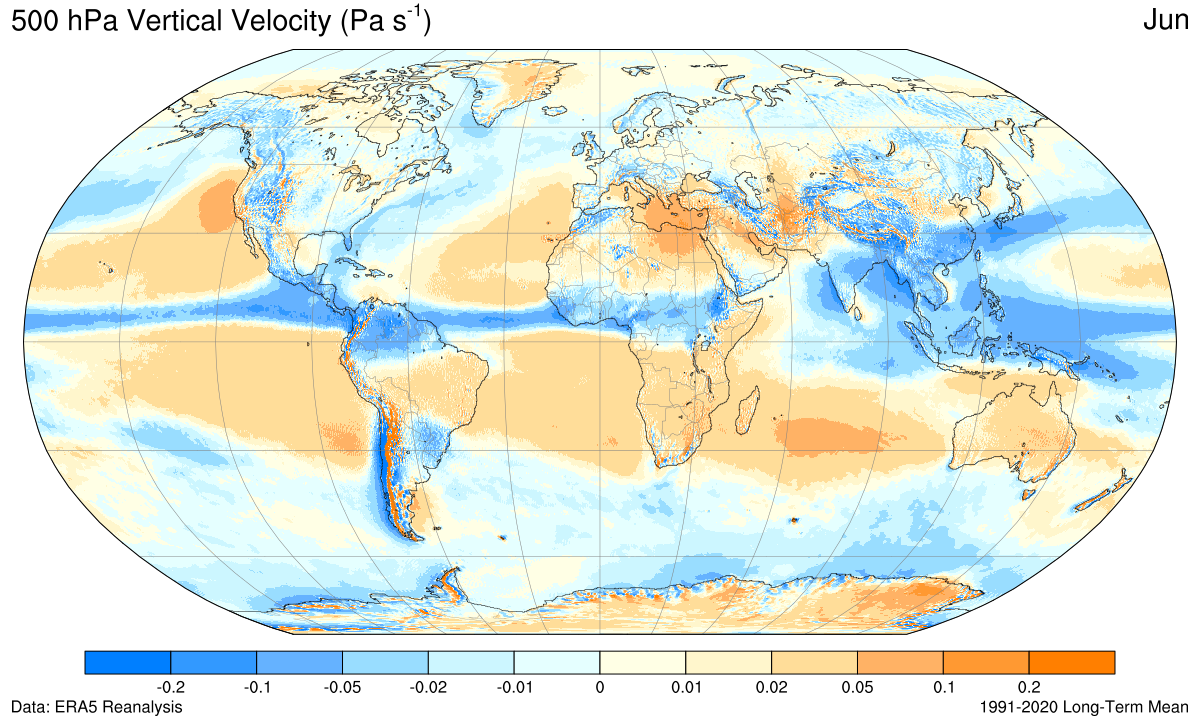 500 hPa Vertical Velocity (Pa s-1)
Jun
-0.2 -0.1 -0.05 -0.02 -0.01 0 0.01 0.02 0.05 0.1 0.2
Data: ERA5 Reanalysis
1991-2020 Long-Term Mean